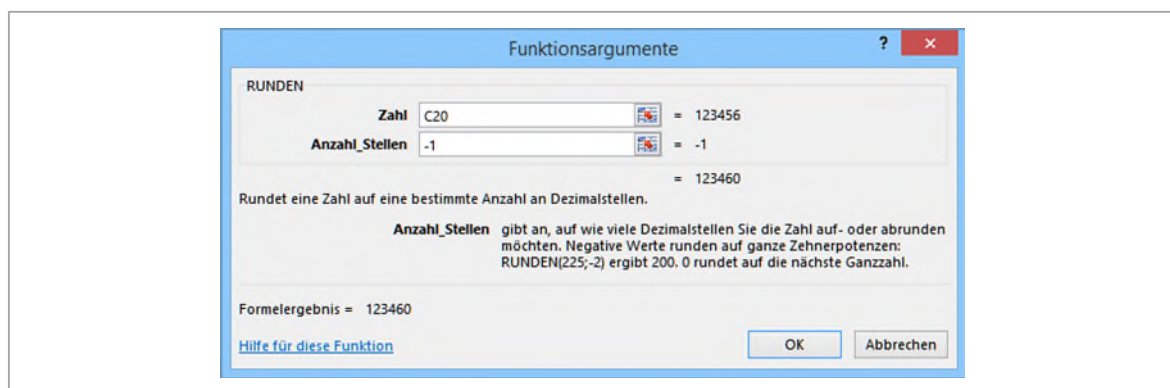 Funktionsargumente ? ×
RUNDEN
Zahl C20 = 123456
Anzahl_Stellen -1 = -1
= 123460
Rundet eine Zahl auf eine bestimmte Anzahl an Dezimalstellen.
Anzahl_Stellen gibt an, auf wie viele Dezimalstellen Sie die Zahl auf- oder abrunden
möchten. Negative Werte runden auf ganze Zehnerpotenzen:
RUNDEN(225;-2) ergibt 200. 0 rundet auf die nächste Ganzzahl.
Formelergebnis = 123460
Hilfe für diese Funktion OK Abbrechen